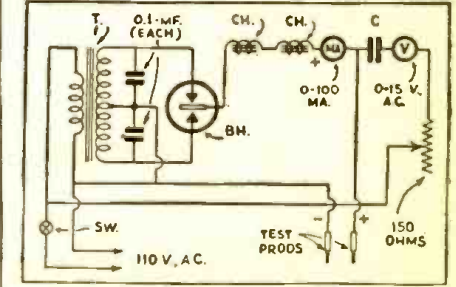 T.
0.1-MF.
(EACH)
CH.
CH.
C
MA
V
+
0-100
MA.
0-15 V.
A.C.
BH.
SW.
110 V., A.C.
TEST
PRODS
-
+
150
OHMS